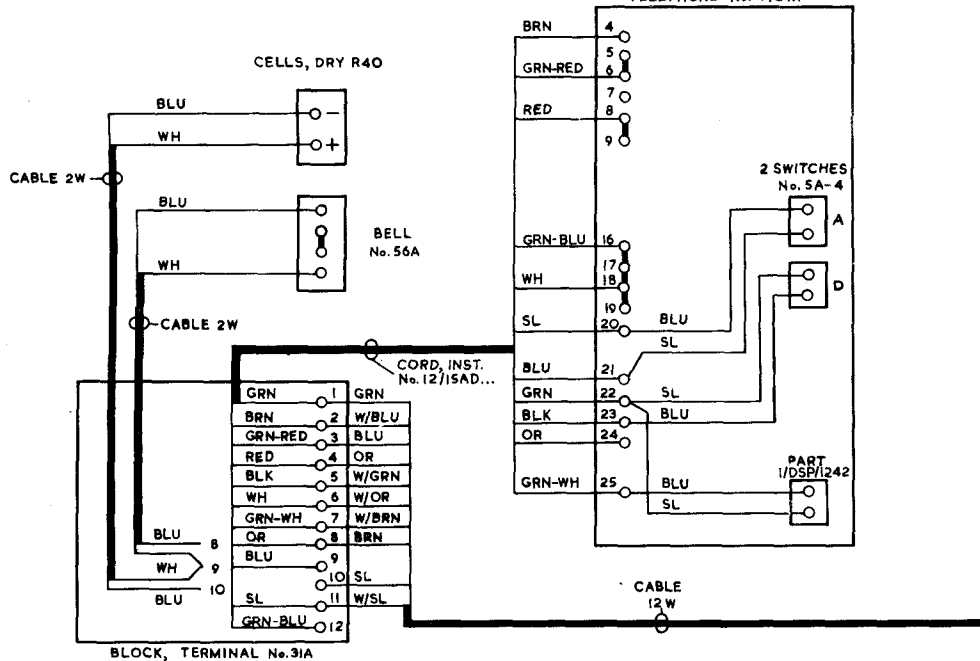 CELLS, DRY R40
BLU
-
WH
+
CABLE 2W
BLU
BELL
No. 56A
WH
CABLE 2W
CORD, INST.
No. 12/15AD...
GRN 1 GRN
BRN 2 W/BLU
GRN-RED 3 BLU
RED 4 OR
BLK 5 W/GRN
WH 6 W/OR
GRN-WH 7 W/BRN
OR 8 BRN
BLU 9
10 SL
SL 11 W/SL
GRN-BLU 12
BLU 8
WH 9
10
BLU
BLOCK, TERMINAL No. 31A
BRN 4
5
GRN-RED 6
7
RED 8
9
GRN-BLU 16
17
WH 18
19
SL 20 BLU
SL
BLU 21
GRN 22 SL
BLK 23 BLU
OR 24
GRN-WH 25 BLU
SL
2 SWITCHES
No. 5A-4
A
D
PART
1/DSP/1242
CABLE
12W